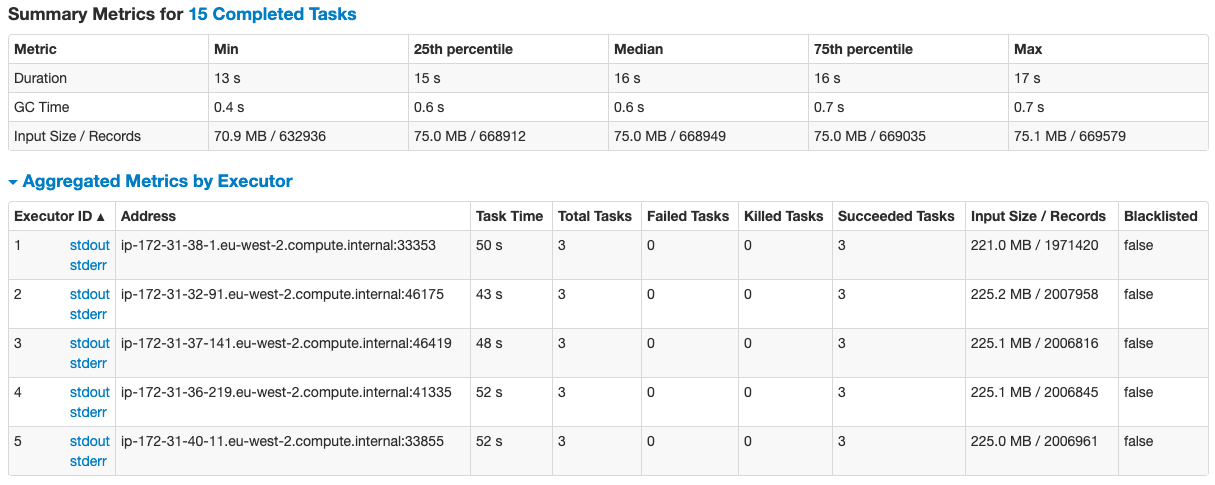 Summary Metrics for 15 Completed Tasks
Metric Min 25th percentile Median 75th percentile Max
Duration 13 s 15 s 16 s 16 s 17 s
GC Time 0.4 s 0.6 s 0.6 s 0.7 s 0.7 s
Input Size / Records 70.9 MB / 632936 75.0 MB / 668912 75.0 MB / 668949 75.0 MB / 669035 75.1 MB / 669579
Aggregated Metrics by Executor
Executor ID ▲ Address Task Time Total Tasks Failed Tasks Killed Tasks Succeeded Tasks Input Size / Records Blacklisted
1 stdout ip-172-31-38-1.eu-west-2.compute.internal:33353 50 s 3 0 0 3 221.0 MB / 1971420 false
stderr
2 stdout ip-172-31-32-91.eu-west-2.compute.internal:46175 43 s 3 0 0 3 225.2 MB / 2007958 false
stderr
3 stdout ip-172-31-37-141.eu-west-2.compute.internal:46419 48 s 3 0 0 3 225.1 MB / 2006816 false
stderr
4 stdout ip-172-31-36-219.eu-west-2.compute.internal:41335 52 s 3 0 0 3 225.1 MB / 2006845 false
stderr
5 stdout ip-172-31-40-11.eu-west-2.compute.internal:33855 52 s 3 0 0 3 225.0 MB / 2006961 false
stderr